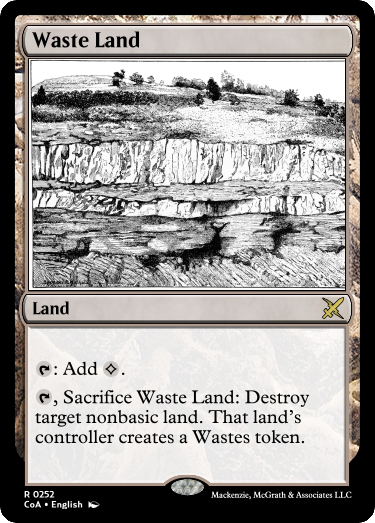 Waste Land
Land
: Add .
, Sacrifice Waste Land: Destroy
target nonbasic land. That land's
controller creates a Wastes token.
R 0252
CoA • English
Mackenzie, McGrath & Associates LLC